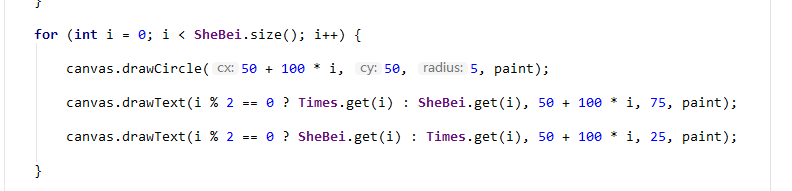 }
for (int i = 0; i < SheBei.size(); i++) {
canvas.drawCircle( cx: 50 + 100 * i, cy: 50, radius: 5, paint);
canvas.drawText(i % 2 == 0 ? Times.get(i) : SheBei.get(i), 50 + 100 * i, 75, paint);
canvas.drawText(i % 2 == 0 ? SheBei.get(i) : Times.get(i), 50 + 100 * i, 25, paint);
}